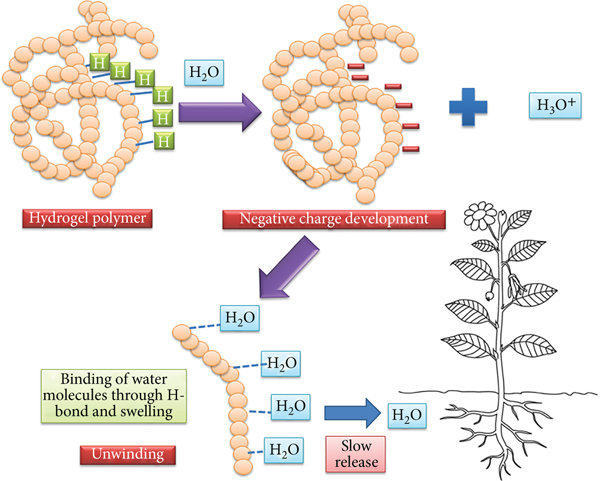 H
H
H
H
H
H
H₂O
H₃O⁺
Hydrogel polymer
Negative charge development
H₂O
H₂O
H₂O
H₂O
Binding of water
molecules through H-
bond and swelling
Unwinding
H₂O
Slow
release